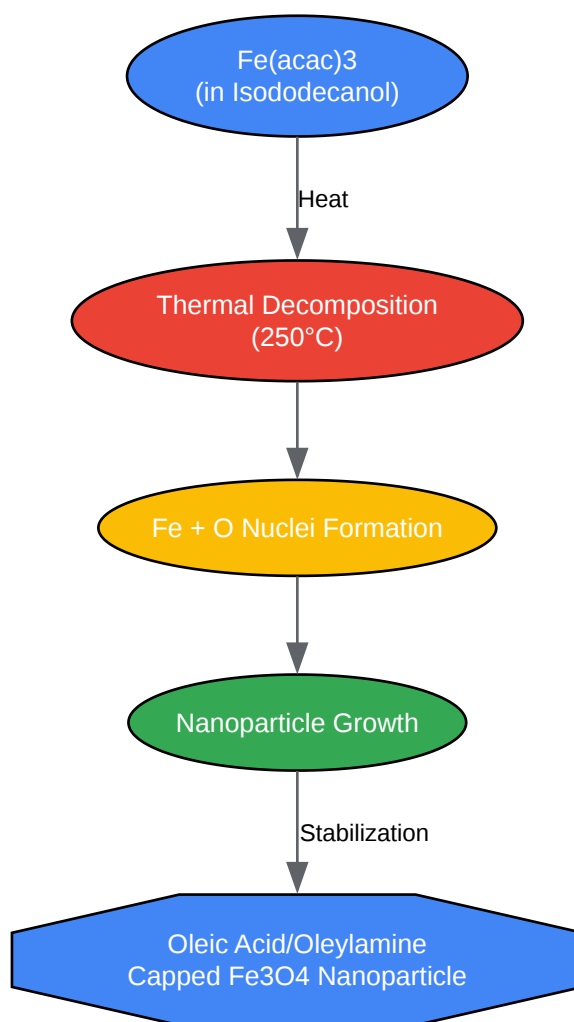 Fe(acac)3
(in Isododecanol)
Heat
Thermal Decomposition
(250°C)
Fe + O Nuclei Formation
Nanoparticle Growth
Stabilization
Oleic Acid/Oleylamine
Capped Fe3O4 Nanoparticle